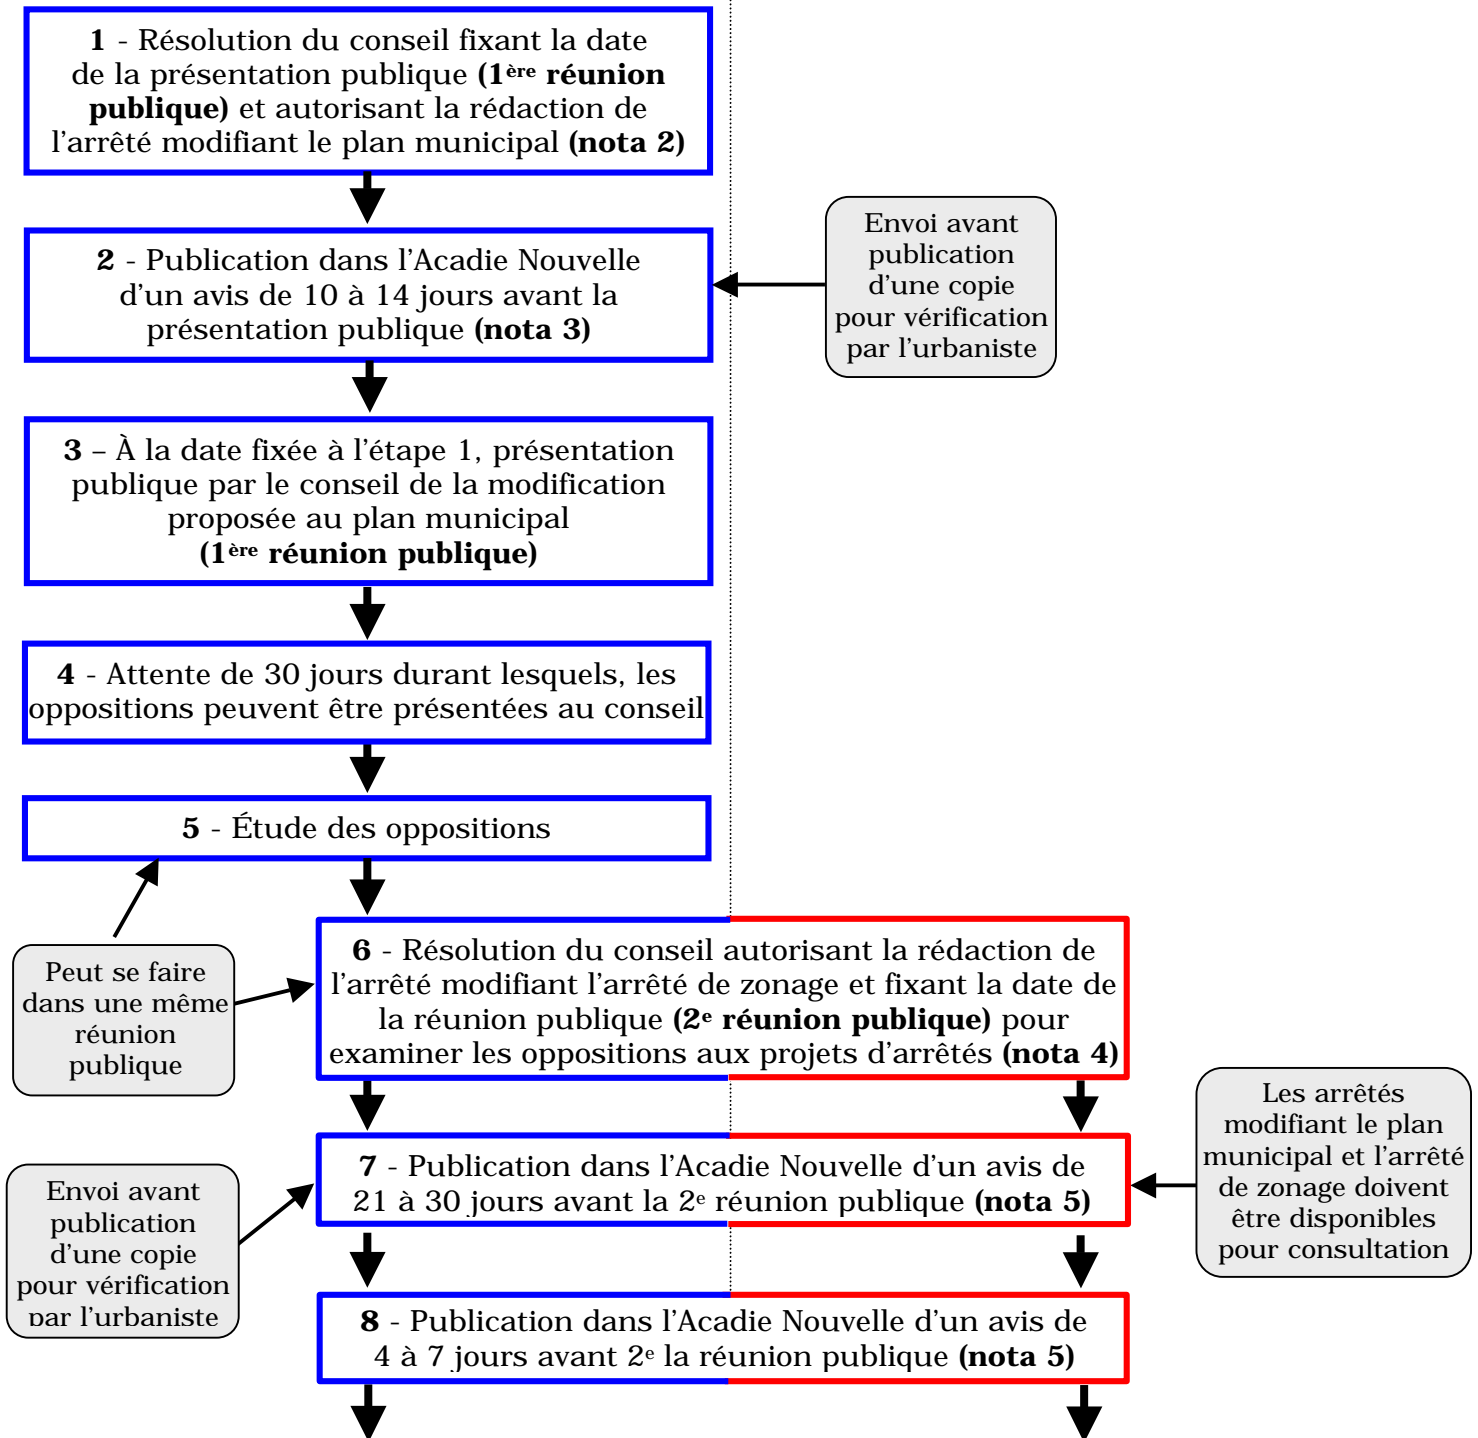 1 - Résolution du conseil fixant la date
de la présentation publique (1ère réunion
publique) et autorisant la rédaction de
l'arrêté modifiant le plan municipal (nota 2)
2 - Publication dans l'Acadie Nouvelle
d'un avis de 10 à 14 jours avant la
présentation publique (nota 3)
Envoi avant
publication
d'une copie
pour vérification
par l'urbaniste
3 – À la date fixée à l'étape 1, présentation
publique par le conseil de la modification
proposée au plan municipal
(1ère réunion publique)
4 - Attente de 30 jours durant lesquels, les
oppositions peuvent être présentées au conseil
5 - Étude des oppositions
Peut se faire
dans une même
réunion
publique
6 - Résolution du conseil autorisant la rédaction de
l'arrêté modifiant l'arrêté de zonage et fixant la date de
la réunion publique (2e réunion publique) pour
examiner les oppositions aux projets d'arrêtés (nota 4)
7 - Publication dans l'Acadie Nouvelle d'un avis de
21 à 30 jours avant la 2e réunion publique (nota 5)
Les arrêtés
modifiant le plan
municipal et l'arrêté
de zonage doivent
être disponibles
pour consultation
Envoi avant
publication
d'une copie
pour vérification
par l'urbaniste
8 - Publication dans l'Acadie Nouvelle d'un avis de
4 à 7 jours avant 2e la réunion publique (nota 5)